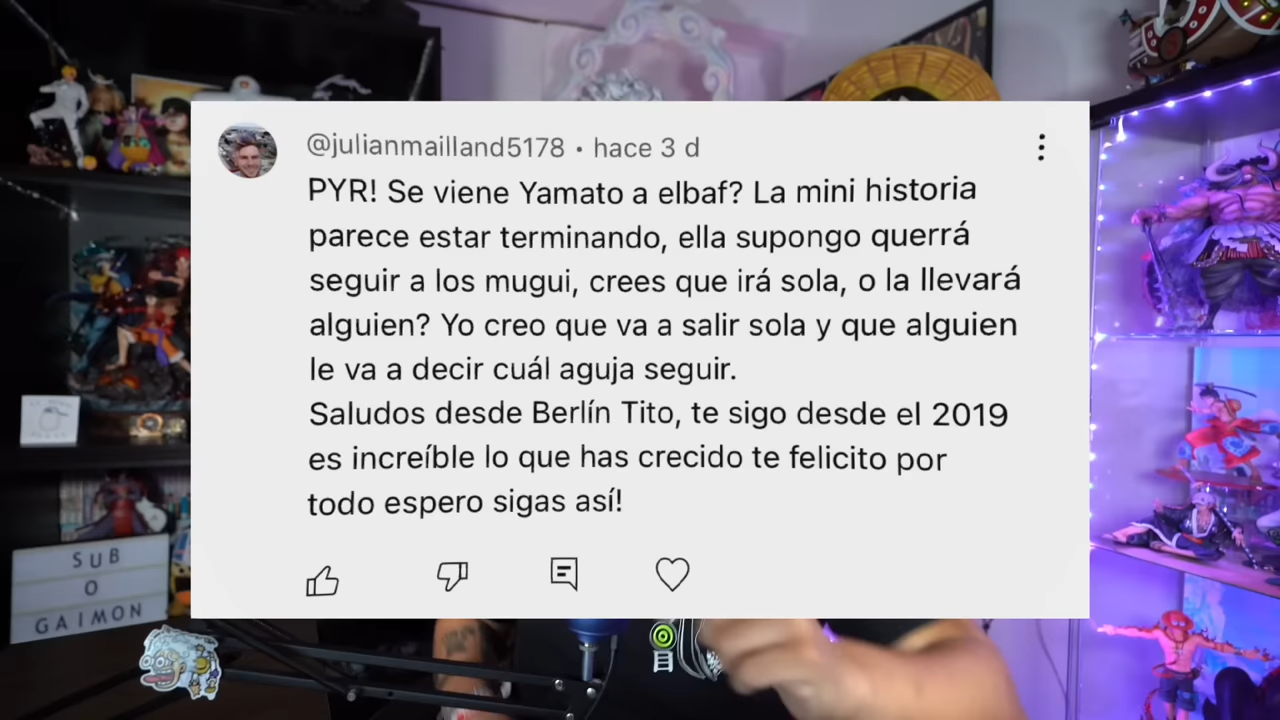 @julianmailland5178 • hace 3 d
PYR! Se viene Yamato a elbaf? La mini historia
parece estar terminando, ella supongo querrá
seguir a los mugui, crees que irá sola, o la llevará
alguien? Yo creo que va a salir sola y que alguien
le va a decir cuál aguja seguir.
Saludos desde Berlín Tito, te sigo desde el 2019
es increíble lo que has crecido te felicito por
todo espero sigas así!
SUB
O
GAIMON